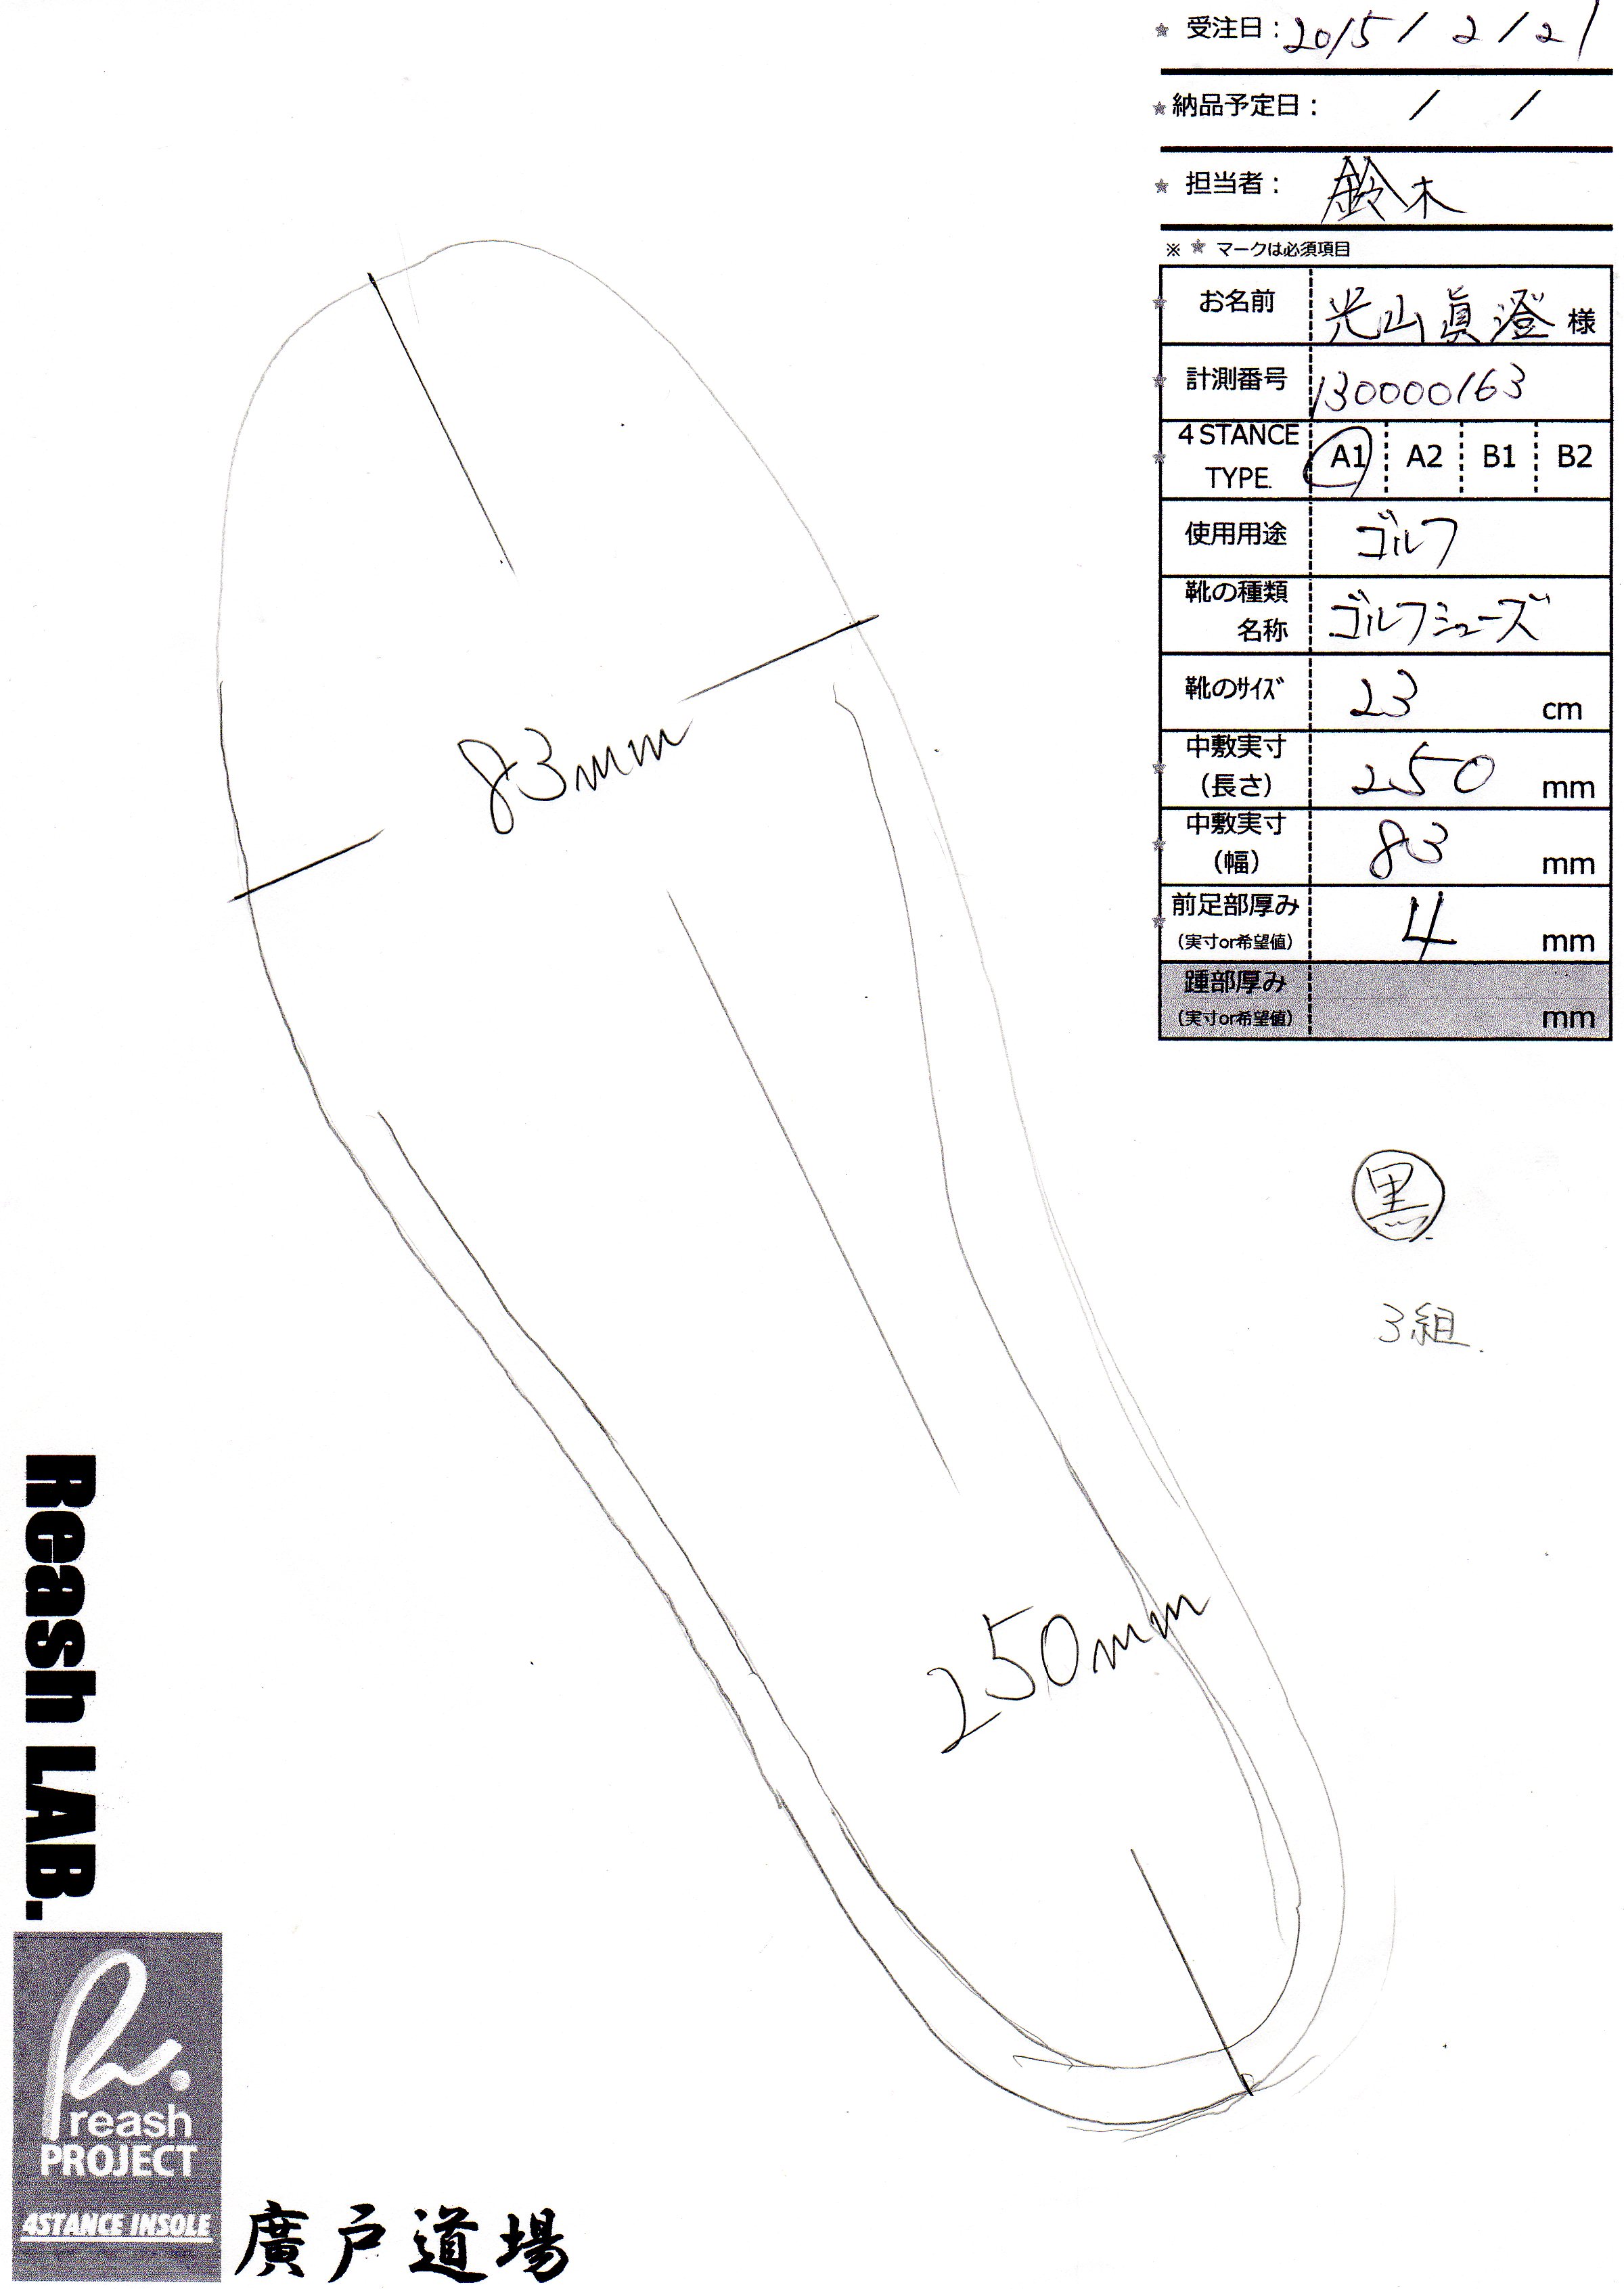 ★ 受注日：2015/2/21
★ 納品予定日： / /
★ 担当者： 鈴木
※ ★ マークは必須項目
★ お名前 光山眞澄 様
★ 計測番号 130000163
★ 4 STANCE TYPE. A1 A2 B1 B2
使用用途 ゴルフ
靴の種類 ゴルフシューズ
名称
靴のサイズ 23 cm
★ 中敷実寸 250 mm
（長さ）
★ 中敷実寸 83 mm
（幅）
★ 前足部厚み 4 mm
（実寸or希望値）
踵部厚み mm
（実寸or希望値）
83mm
黒
3組.
250mm
Reash LAB.
R.
reash
PROJECT
4STANCE INSOLE
廣戸道場